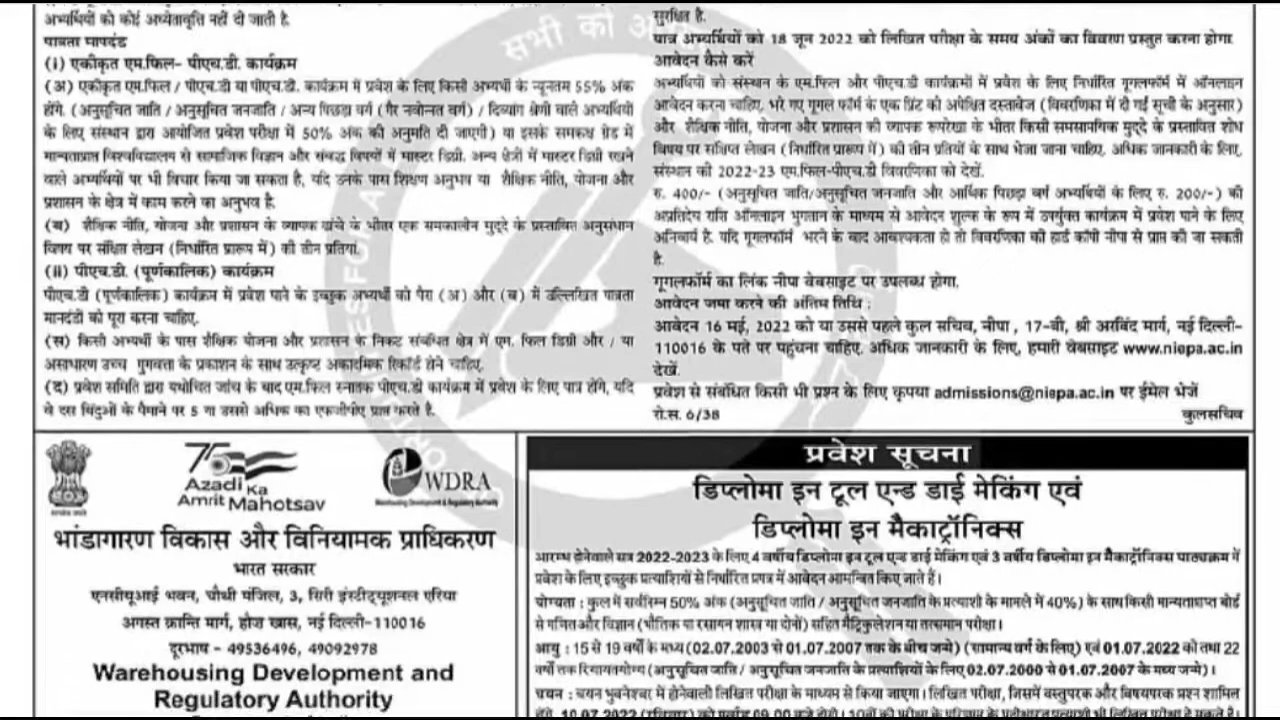 अभ्यर्थियों को कोई अध्येतावृत्ति नहीं दी जाती है.
पात्रता मापदंड
(i) एकीकृत एम.फिल- पीएच.डी. कार्यक्रम
(अ) एकीकृत एम.फिल / पीएच.डी या पीएच.डी. कार्यक्रम में प्रवेश के लिए किसी अभ्यर्थी के न्यूनतम 55% अंक
होंगे. (अनुसूचित जाति / अनुसूचित जनजाति / अन्य पिछड़ा वर्ग (गैर नवोन्नत वर्ग) / दिव्यांग श्रेणी वाले अभ्यर्थियों
के लिए संस्थान द्वारा आयोजित प्रवेश परीक्षा में 50% अंक की अनुमति दी जाएगी) या इसके समकक्ष ग्रेड में
मान्यताप्राप्त विश्वविद्यालय से सामाजिक विज्ञान और संबद्ध विषयों में मास्टर डिग्री. अन्य क्षेत्रों में मास्टर डिग्री रखने
वाले अभ्यर्थियों पर भी विचार किया जा सकता है, यदि उनके पास शिक्षण अनुभव या शैक्षिक नीति, योजना और
प्रशासन के क्षेत्र में काम करने का अनुभव है.
(ब) शैक्षिक नीति, योजना और प्रशासन के व्यापक ढांचे के भीतर एक समकालीन मुद्दे के प्रस्तावित अनुसंधान
विषय पर संक्षिप्त लेखन (निर्धारित प्रारूप में) की तीन प्रतियां.
(ii) पीएच.डी. (पूर्णकालिक) कार्यक्रम
पीएच.डी (पूर्णकालिक) कार्यक्रम में प्रवेश पाने के इच्छुक अभ्यर्थी को पैरा (अ) और (ब) में उल्लिखित पात्रता
मानदंडों को पूरा करना चाहिए.
(स) किसी अभ्यर्थी के पास शैक्षिक योजना और प्रशासन के निकट संबंधित क्षेत्र में एम. फिल डिग्री और / या
असाधारण उच्च गुणवत्ता के प्रकाशन के साथ उत्कृष्ट अकादमिक रिकॉर्ड होने चाहिए.
(द) प्रवेश समिति द्वारा यथोचित जांच के बाद एम.फिल स्नातक पीएच.डी कार्यक्रम में प्रवेश के लिए पात्र होंगे, यदि
वे दस बिंदुओं के पैमाने पर 5 या उससे अधिक का एफजीपीए प्राप्त करते है.
सुरक्षित है.
पात्र अभ्यर्थियों को 18 जून 2022 को लिखित परीक्षा के समय अंकों का विवरण प्रस्तुत करना होगा.
आवेदन कैसे करें
अभ्यर्थियों को संस्थान के एम.फिल और पीएच.डी कार्यक्रमों में प्रवेश के लिए निर्धारित गूगलफॉर्म में ऑनलाइन
आवेदन करना चाहिए. भरे गए गूगल फॉर्म के एक प्रिंट को अपेक्षित दस्तावेज (विवरणिका में दी गई सूची के अनुसार)
और शैक्षिक नीति, योजना और प्रशासन की व्यापक रूपरेखा के भीतर किसी समसामयिक मुद्दे के प्रस्तावित शोध
विषय पर संक्षिप्त लेखन (निर्धारित प्रारूप में) की तीन प्रतियों के साथ भेजा जाना चाहिए. अधिक जानकारी के लिए,
संस्थान की 2022-23 एम.फिल-पीएच.डी विवरणिका को देखें.
रु. 400/- (अनुसूचित जाति/अनुसूचित जनजाति और आर्थिक पिछड़ा वर्ग अभ्यर्थियों के लिए रु. 200/-) की
अप्रतिदेय राशि ऑनलाइन भुगतान के माध्यम से आवेदन शुल्क के रूप में उपर्युक्त कार्यक्रम में प्रवेश पाने के लिए
अनिवार्य है. यदि गूगलफॉर्म भरने के बाद आवश्यकता हो तो विवरणिका की हार्ड कॉपी नीपा से प्राप्त की जा सकती
है.
गूगलफॉर्म का लिंक नीपा वेबसाइट पर उपलब्ध होगा.
आवेदन जमा करने की अंतिम तिथि :
आवेदन 16 मई, 2022 को या उससे पहले कुल सचिव, नीपा , 17-बी, श्री अरबिंद मार्ग, नई दिल्ली-
110016 के पते पर पहुंचना चाहिए. अधिक जानकारी के लिए, हमारी वेबसाइट www.niepa.ac.in
देखें.
प्रवेश से संबंधित किसी भी प्रश्न के लिए कृपया admissions@niepa.ac.in पर ईमेल भेजें
रो.स. 6/38 कुलसचिव
75
Azadi Ka
Amrit Mahotsav
WDRA
Warehousing Development & Regulatory Authority
भांडागारण विकास और विनियामक प्राधिकरण
भारत सरकार
एनसीयूआई भवन, चौथी मंजिल, 3, सिरी इंस्टीट्यूशनल एरिया
अगस्त क्रान्ति मार्ग, हौज खास, नई दिल्ली-110016
दूरभाष - 49536496, 49092978
Warehousing Development and
Regulatory Authority
प्रवेश सूचना
डिप्लोमा इन टूल एन्ड डाई मेकिंग एवं
डिप्लोमा इन मैकाट्रॉनिक्स
आरम्भ होनेवाले सत्र 2022-2023 के लिए 4 वर्षीय डिप्लोमा इन टूल एन्ड डाई मेकिंग एवं 3 वर्षीय डिप्लोमा इन मैकाट्रॉनिक्स पाठ्यक्रम में
प्रवेश के लिए इच्छुक प्रत्याशियों से निर्धारित प्रपत्र में आवेदन आमन्त्रित किए जाते हैं।
योग्यता : कुल में सर्वनिम्न 50% अंक (अनुसूचित जाति / अनुसूचित जनजाति के प्रत्याशी के मामले में 40%) के साथ किसी मान्यताप्राप्त बोर्ड
से गणित और विज्ञान (भौतिक या रसायन शास्त्र या दोनों) सहित मैट्रिकुलेशन या तत्समान परीक्षा।
आयु : 15 से 19 वर्षों के मध्य (02.07.2003 से 01.07.2007 तक के बीच जन्मे) (सामान्य वर्ग के लिए) एवं 01.07.2022 को तथा 22
वर्षों तक रियायतयोग्य (अनुसूचित जाति / अनुसूचित जनजाति के प्रत्याशियों के लिए 02.07.2000 से 01.07.2007 के मध्य जन्मे)।
चयन : चयन भुवनेश्वर में होनेवाली लिखित परीक्षा के माध्यम से किया जाएगा। लिखित परीक्षा, जिसमें वस्तुपरक और विषयपरक प्रश्न शामिल